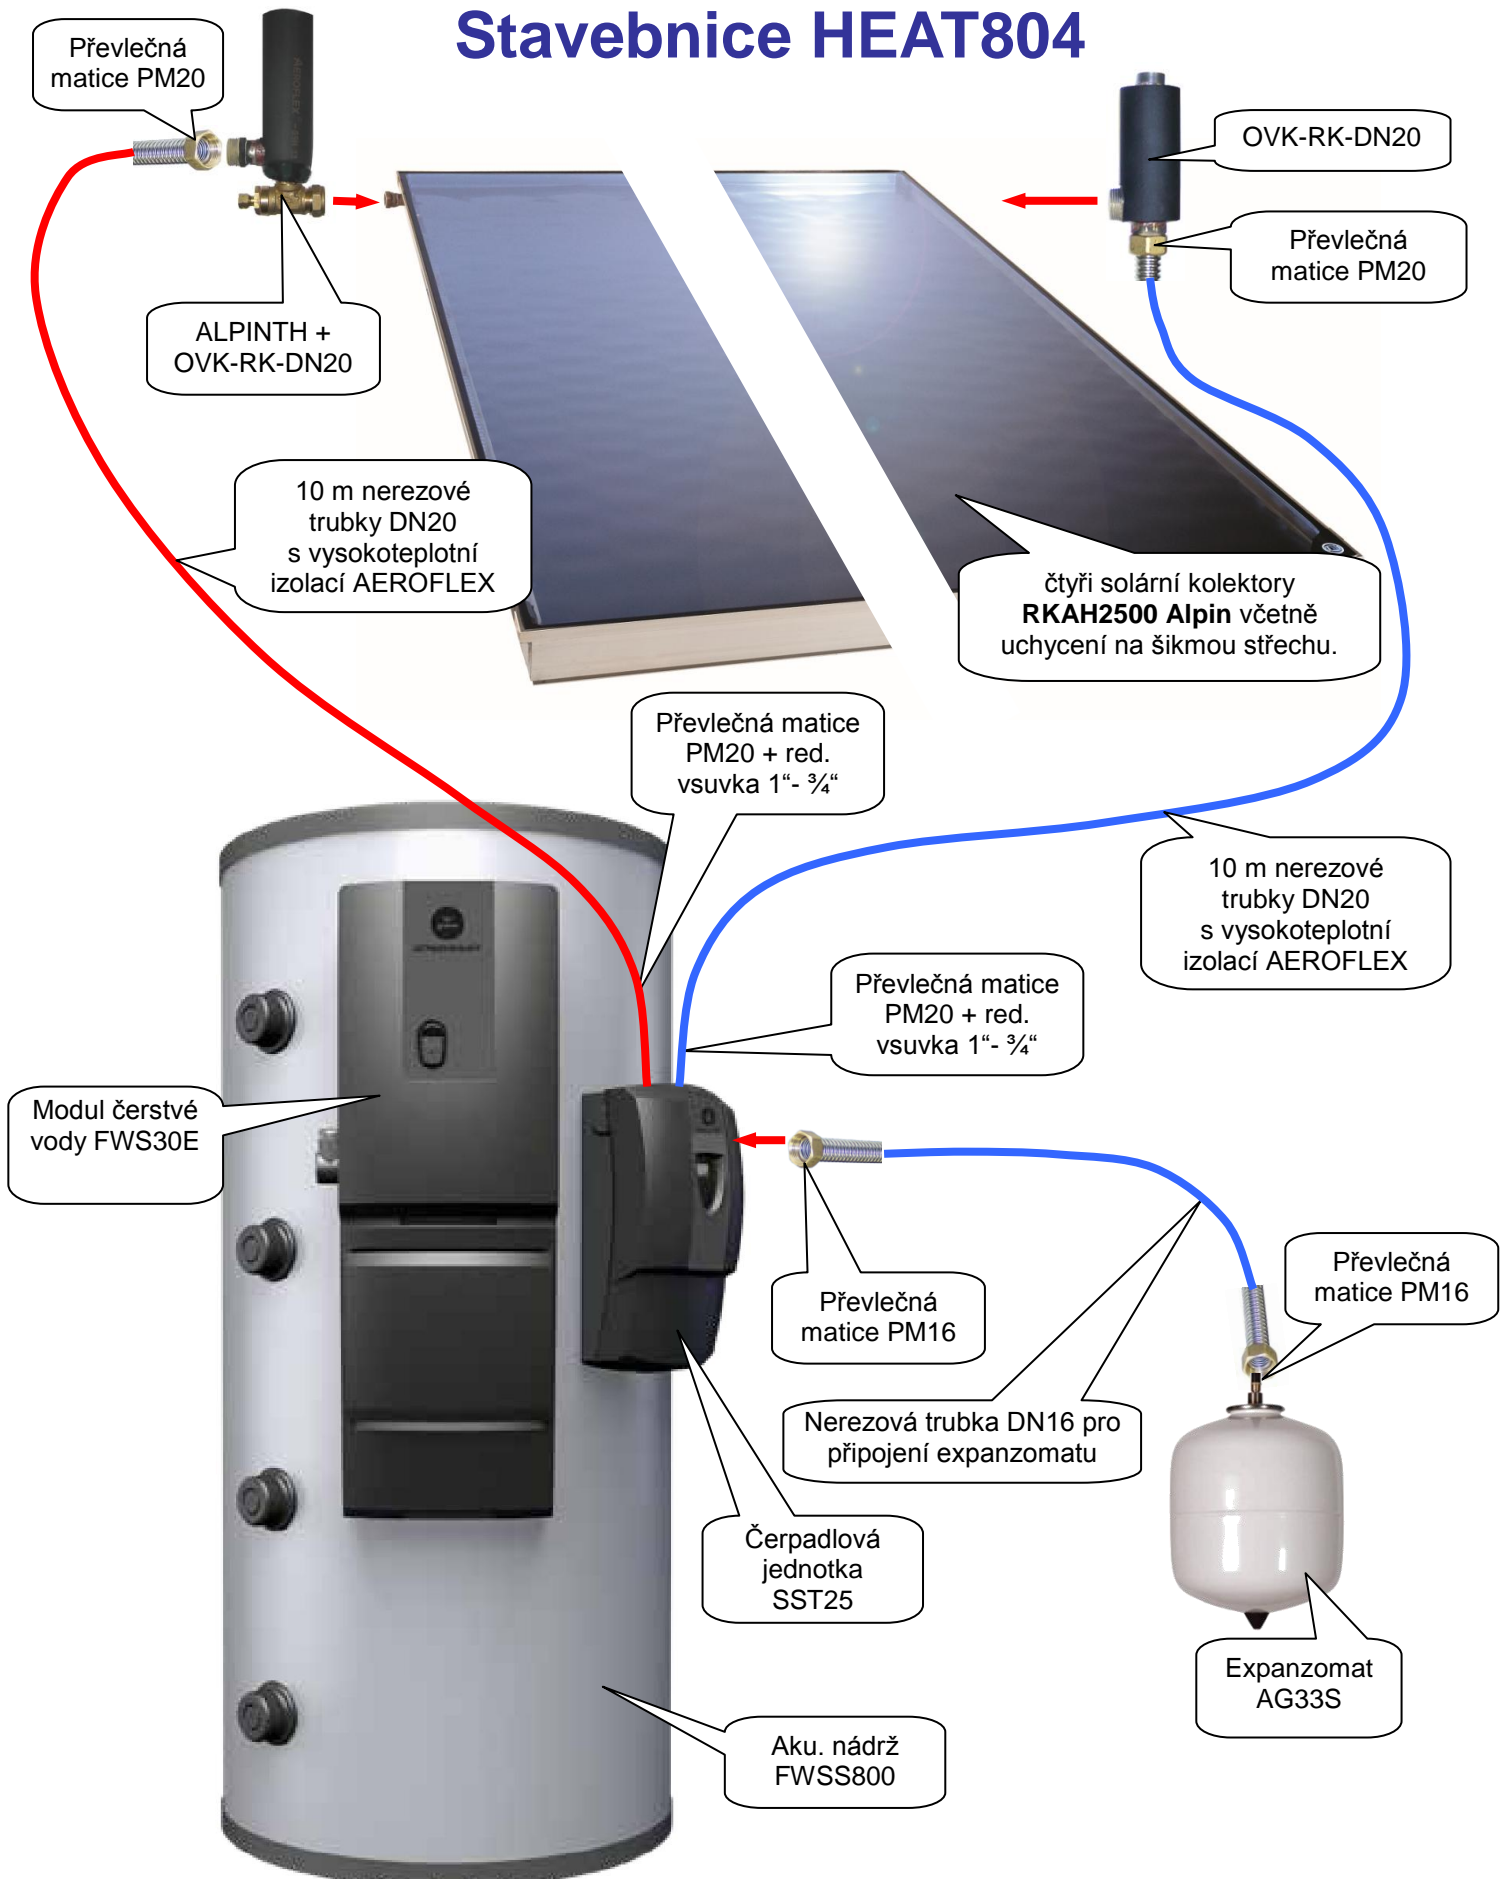 Stavebnice HEAT804
Převlečná
matice PM20
OVK-RK-DN20
Převlečná
matice PM20
ALPINTH +
OVK-RK-DN20
10 m nerezové
trubky DN20
s vysokoteplotní
izolací AEROFLEX
čtyři solární kolektory
RKAH2500 Alpin včetně
uchycení na šikmou střechu.
Převlečná matice
PM20 + red.
vsuvka 1“- ¾“
10 m nerezové
trubky DN20
s vysokoteplotní
izolací AEROFLEX
Převlečná matice
PM20 + red.
vsuvka 1“- ¾“
Modul čerstvé
vody FWS30E
Převlečná
matice PM16
Převlečná
matice PM16
Nerezová trubka DN16 pro
připojení expanzomatu
Čerpadlová
jednotka
SST25
Expanzomat
AG33S
Aku. nádrž
FWSS800